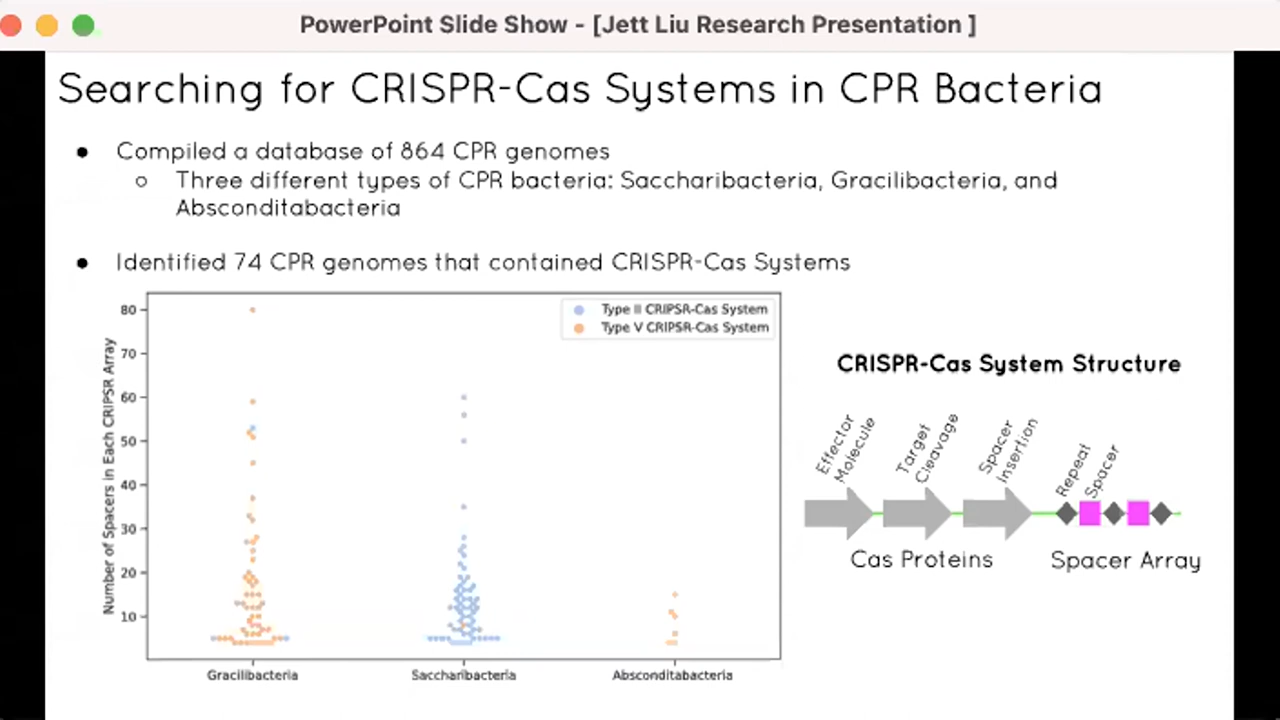 PowerPoint Slide Show - [Jett Liu Research Presentation ]
Searching for CRISPR-Cas Systems in CPR Bacteria
● Compiled a database of 864 CPR genomes
○ Three different types of CPR bacteria: Saccharibacteria, Gracilibacteria, and
Absconditabacteria
● Identified 74 CPR genomes that contained CRISPR-Cas Systems
Number of Spacers in Each CRIPSR Array
80
70
60
50
40
30
20
10
Type II CRIPSR-Cas System
Type V CRIPSR-Cas System
Gracilibacteria
Saccharibacteria
Absconditabacteria
CRISPR-Cas System Structure
Effector
Molecule
Target
Cleavage
Spacer
Insertion
Repeat
Spacer
Cas Proteins
Spacer Array